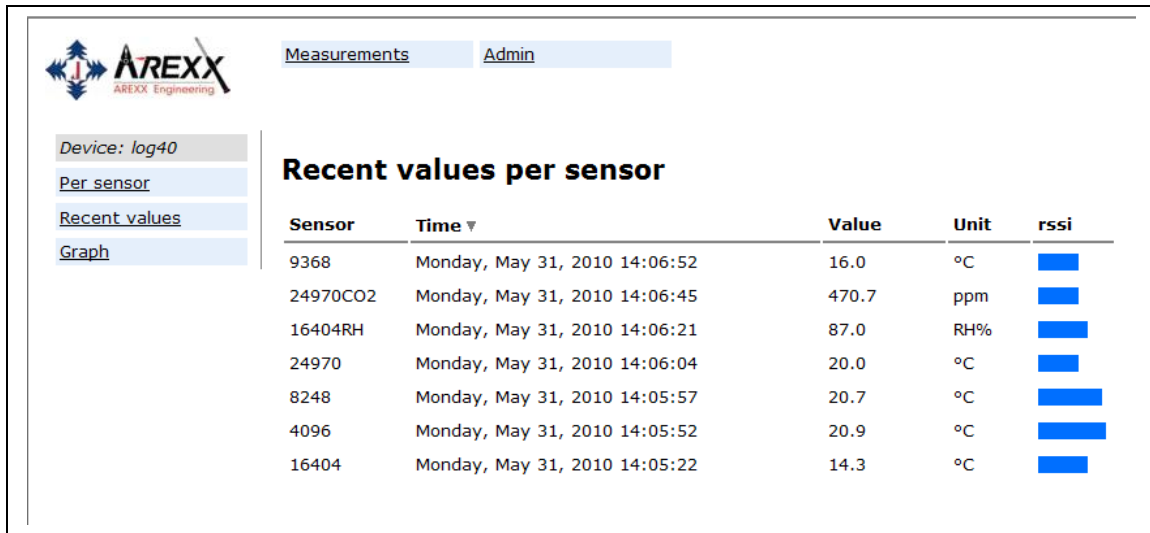 AREXX
AREXX Engineering
Measurements Admin
Device: log40
Per sensor
Recent values
Graph
Recent values per sensor
Sensor Time ▼ Value Unit rssi
9368 Monday, May 31, 2010 14:06:52 16.0 °C
24970CO2 Monday, May 31, 2010 14:06:45 470.7 ppm
16404RH Monday, May 31, 2010 14:06:21 87.0 RH%
24970 Monday, May 31, 2010 14:06:04 20.0 °C
8248 Monday, May 31, 2010 14:05:57 20.7 °C
4096 Monday, May 31, 2010 14:05:52 20.9 °C
16404 Monday, May 31, 2010 14:05:22 14.3 °C